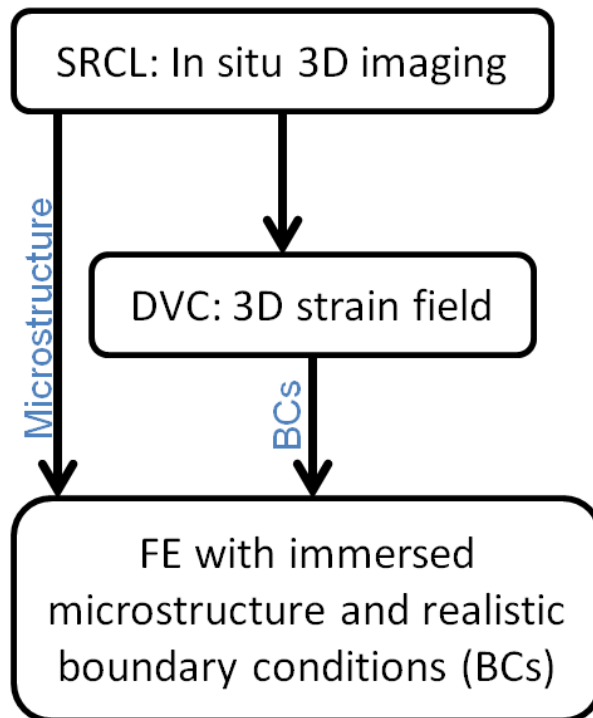 SRCL: In situ 3D imaging
Microstructure
DVC: 3D strain field
BCs
FE with immersed
microstructure and realistic
boundary conditions (BCs)